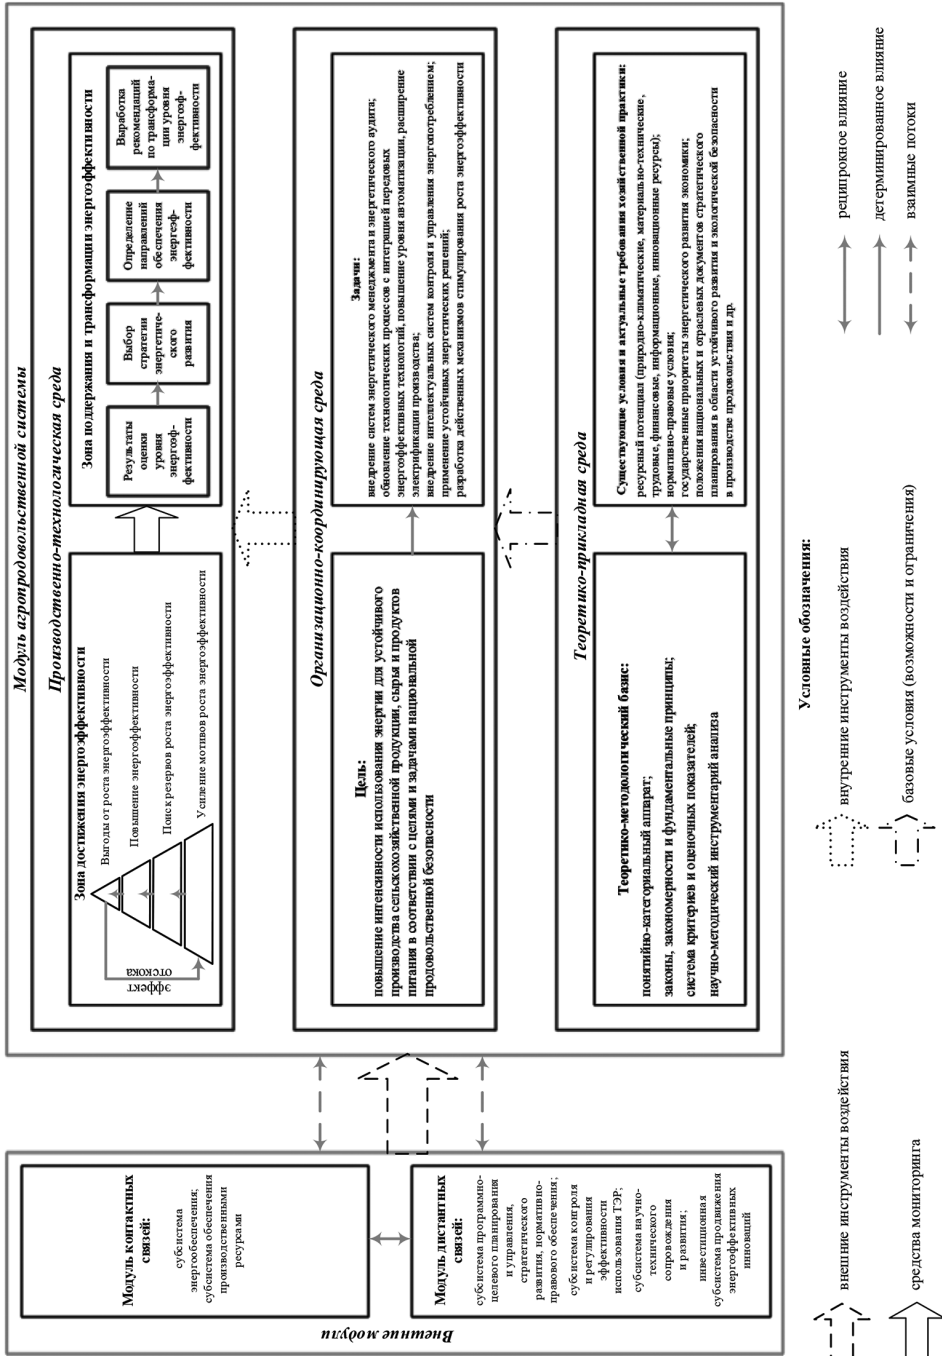 Модуль агропродовольственной системы
Производственно-технологическая среда
Зона достижения энергоэффективности
Выгоды от роста энергоэффективности
Повышение энергоэффективности
Поиск резервов роста энергоэффективности
Усиление мотивов роста энергоэффективности
эффект
отскока
Зона поддержания и трансформации энергоэффективности
Результаты
оценки
уровня
энергоэф-
фективности
Выбор
стратегии
энергетиче-
ского
развития
Определение
направлений
обеспечения
энергеэф-
фективности
Выработка
рекомендаций
по трансформа-
ции уровня
энергоэф-
фективности
Организационно-координирующая среда
Цель:
повышение интенсивности использования энергии для устойчивого
производства сельскохозяйственной продукции, сырья и продуктов
питания в соответствии с целями и задачами национальной
продовольственной безопасности
Задачи:
внедрение систем энергетического менеджмента и энергетического аудита;
обновление технологических процессов с интеграцией передовых
энергоэффективных технологий, повышение уровня автоматизации, расширение
электрификации производства;
внедрение интеллектуальных систем контроля и управления энергопотреблением;
применение устойчивых энергетических решений;
разработка действенных механизмов стимулирования роста энергоэффективности
Теоретико-прикладная среда
Теоретико-методологический базис:
понятийно-категориальный аппарат;
законы, закономерности и фундаментальные принципы;
система критериев и оценочных показателей;
научно-методический инструментарий анализа
Существующие условия и актуальные требования хозяйственной практики:
ресурсный потенциал (природно-климатические, материально-технические,
трудовые, финансовые, информационные, инновационные ресурсы);
нормативно-правовые условия;
государственные приоритеты энергетического развития экономики;
положения национальных и отраслевых документов стратегического
планирования в области устойчивого развития и экологической безопасности
в производстве продовольствия и др.
Внешние модули
Модуль контактных
связей:
субсистема
энергообеспечения;
субсистема обеспечения
производственными
ресурсами
Модуль дистантных
связей:
субсистема программно-
целевого планирования
и управления,
стратегического
развития, нормативно-
правового обеспечения;
субсистема контроля
и регулирования
эффективности
использования ТЭР;
субсистема научно-
технического
сопровождения
и развития;
инвестиционная
субсистема продвижения
энергоэффективных
инноваций
Условные обозначения:
внешние инструменты воздействия
средства мониторинга
внутренние инструменты воздействия
базовые условия (возможности и ограничения)
реципрокное влияние
детерминированное влияние
взаимные потоки